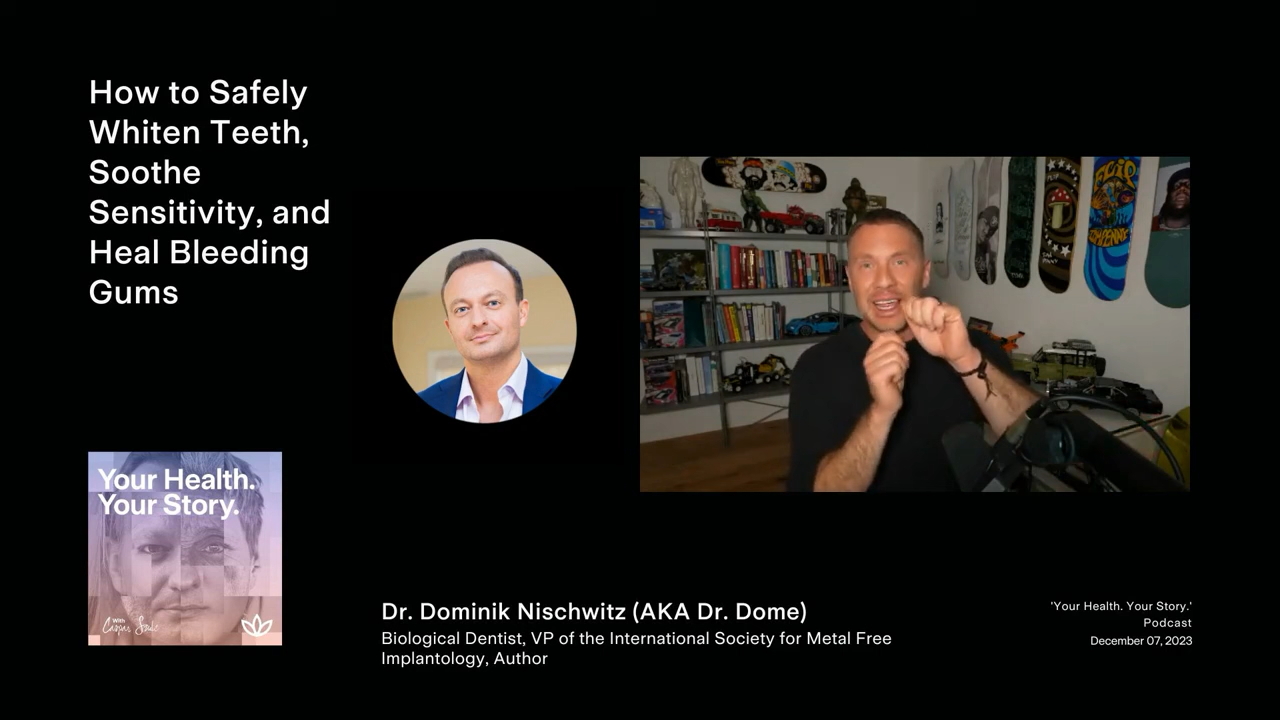 How to Safely
Whiten Teeth,
Soothe
Sensitivity, and
Heal Bleeding
Gums
Your Health.
Your Story.
With
FLIP
Dr. Dominik Nischwitz (AKA Dr. Dome)
Biological Dentist, VP of the International Society for Metal Free
Implantology, Author
'Your Health. Your Story.'
Podcast
December 07, 2023